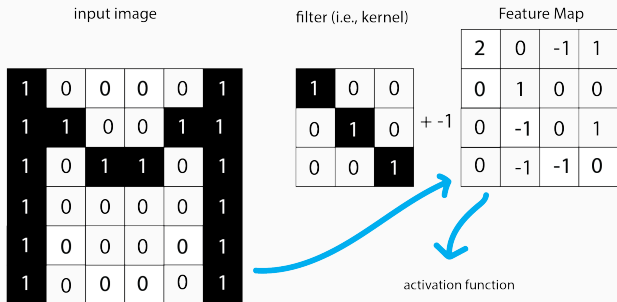 input image
filter (i.e., kernel)
Feature Map
1 0 0 0 0 1
1 1 0 0 1 1
1 0 1 1 0 1
1 0 0 0 0 1
1 0 0 0 0 1
1 0 0 0 0 1
1 0 0
0 1 0
0 0 1
+ -1
2 0 -1 1
0 1 0 0
0 -1 0 1
0 -1 -1 0
activation function